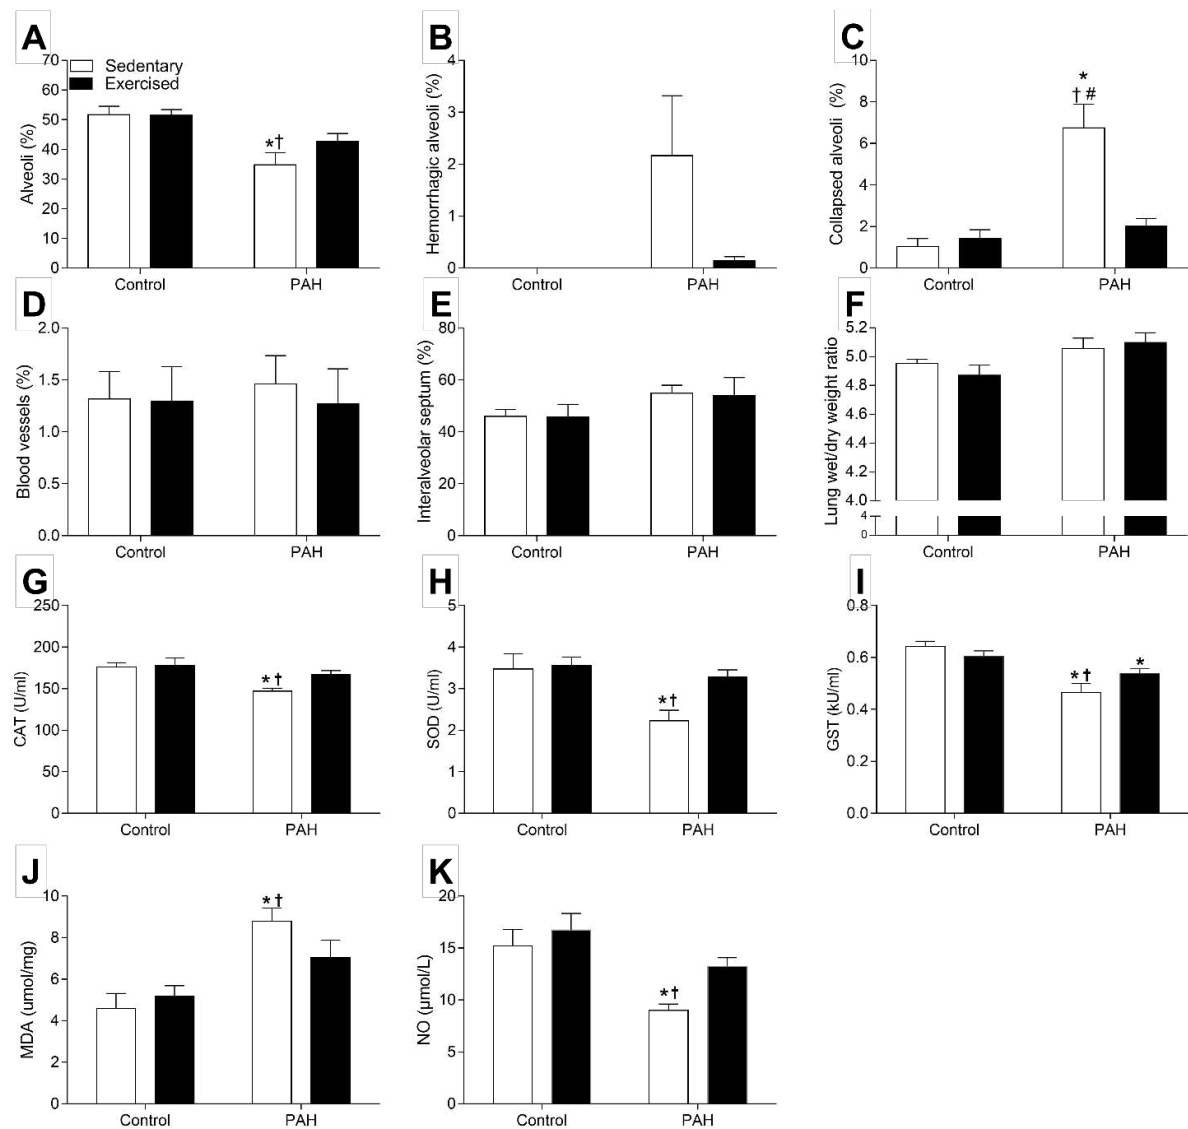 A
Alveoli (%)
70
60
50
40
30
20
10
0
Sedentary
Exercised
*†
Control
PAH
B
Hemorrhagic alveoli (%)
4
3
2
1
0
Control
PAH
C
Collapsed alveoli (%)
10
8
6
4
2
0
*
†#
Control
PAH
D
Blood vessels (%)
2.0
1.5
1.0
0.5
0.0
Control
PAH
E
Interalveolar septum (%)
80
60
40
20
0
Control
PAH
F
Lung wet/dry weight ratio
5.2
5.0
4.8
4.6
4.4
4.2
4.0
4
0
Control
PAH
G
CAT (U/ml)
250
200
150
100
50
0
*†
Control
PAH
H
SOD (U/ml)
5
4
3
2
1
0
*†
Control
PAH
I
GST (kU/ml)
0.8
0.6
0.4
0.2
0.0
*†
*
Control
PAH
J
MDA (umol/mg)
10
8
6
4
2
0
*†
Control
PAH
K
NO (µmol/L)
20
15
10
5
0
*†
Control
PAH